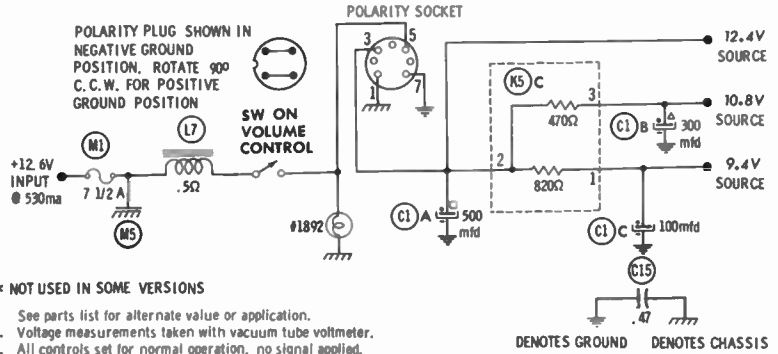 POLARITY SOCKET
POLARITY PLUG SHOWN IN
NEGATIVE GROUND
POSITION. ROTATE 90°
C.C.W. FOR POSITIVE
GROUND POSITION
3
5
1
7
12.4V
SOURCE
K5 C
3
470Ω
2
820Ω
1
10.8V
SOURCE
C1 B
300
mfd
9.4V
SOURCE
M1
L7
SW ON
VOLUME
CONTROL
+12.6V
INPUT
@ 530ma
7 1/2 A
.5Ω
M5
#1892
C1 A
500
mfd
C1 C
100mfd
C15
.47
* NOT USED IN SOME VERSIONS
See parts list for alternate value or application.
. Voltage measurements taken with vacuum tube voltmeter.
. All controls set for normal operation, no signal applied.
DENOTES GROUND
DENOTES CHASSIS